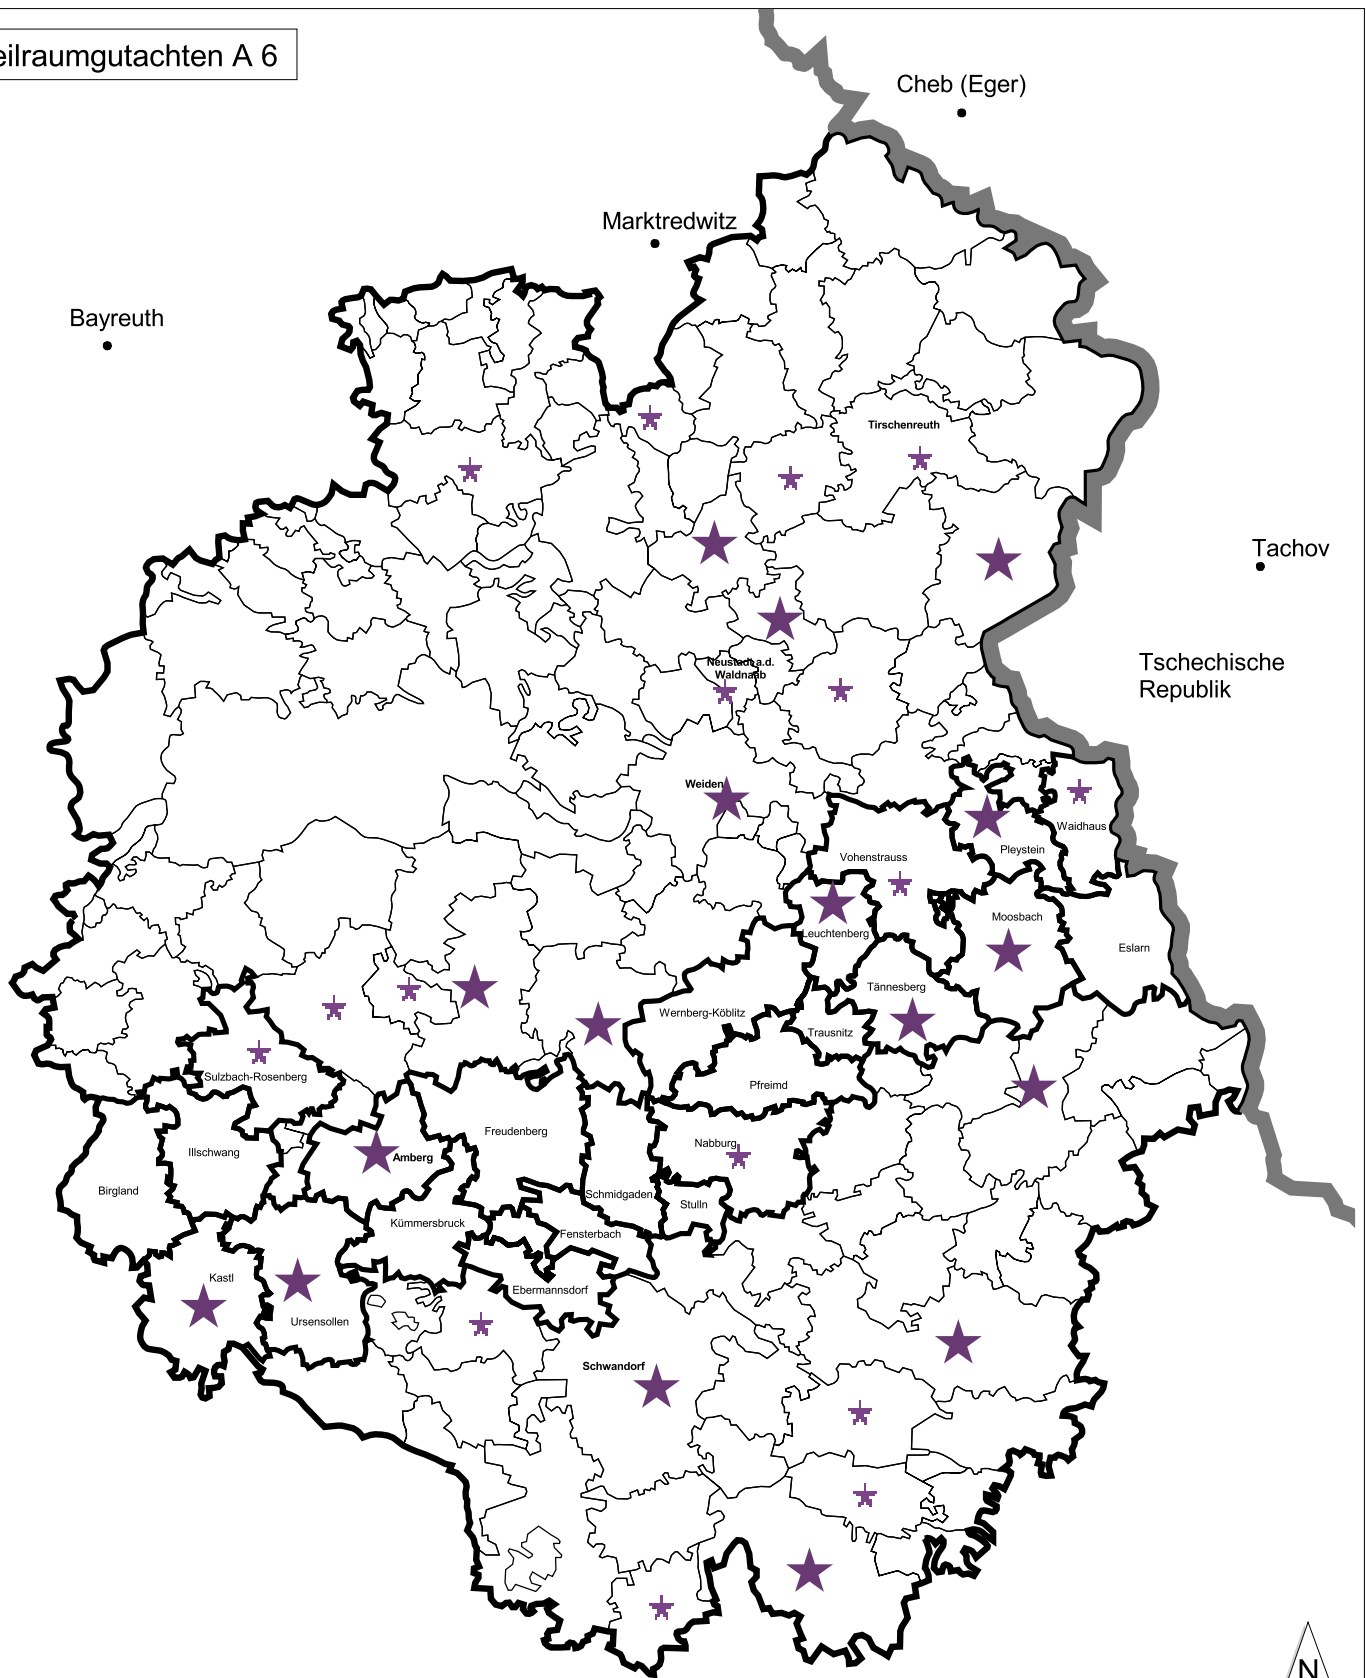 eilraumgutachten A 6
Cheb (Eger)
Marktredwitz
Bayreuth
Tirschenreuth
Tachov
Tschechische
Republik
Neustadt a.d.
Waldnaab
Weiden
Waidhaus
Pleystein
Vohenstrauss
Moosbach
Leuchtenberg
Eslarn
Tännesberg
Wernberg-Köblitz
Trausnitz
Sulzbach-Rosenberg
Pfreimd
Freudenberg
Nabburg
Illschwang
Amberg
Birgland
Schmidgaden
Stulln
Kümmersbruck
Fensterbach
Kastl
Ebermannsdorf
Ursensollen
Schwandorf
N